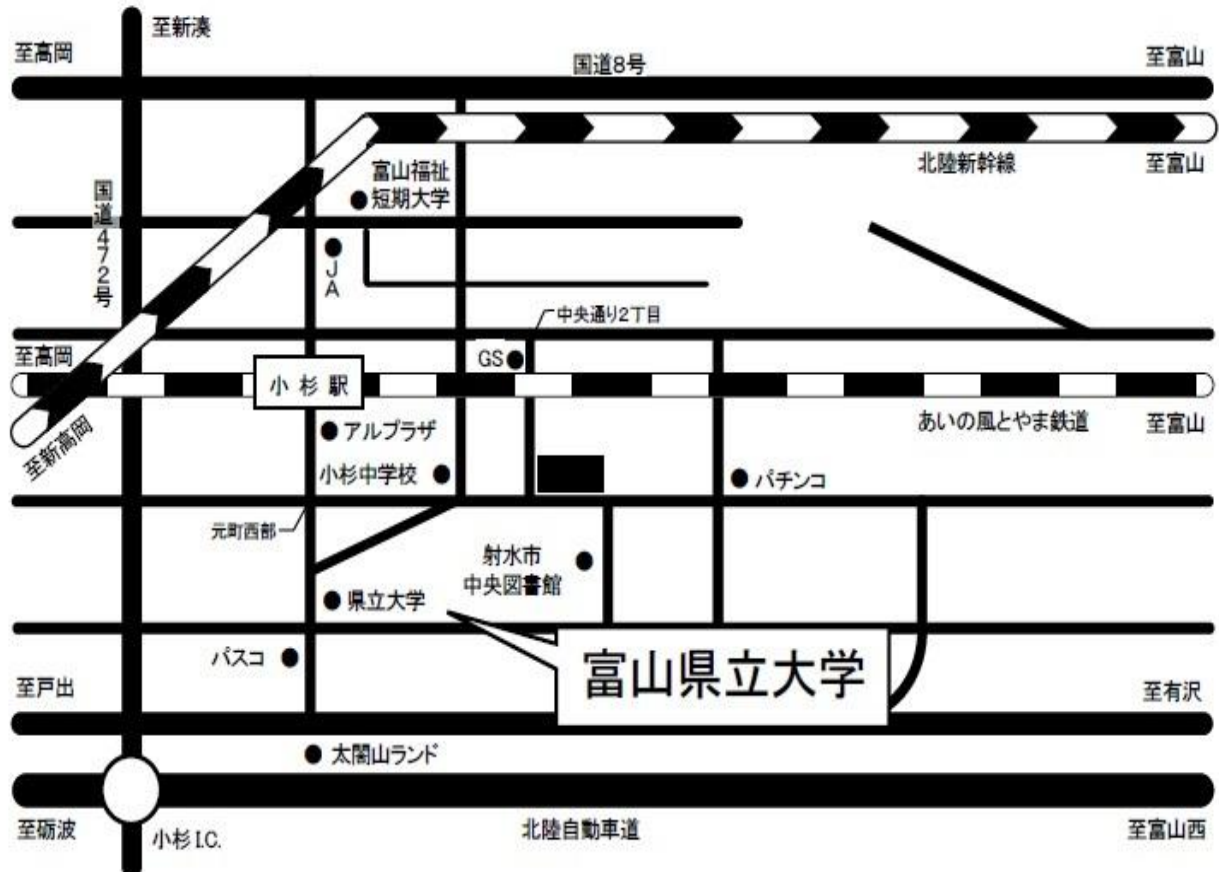 至新湊
至高岡
国道8号
至富山
北陸新幹線
至富山
富山福祉
短期大学
国道472号
JA
中央通り2丁目
至高岡
GS
小杉駅
至新高岡
アルプラザ
あいの風とやま鉄道
至富山
小杉中学校
パチンコ
元町西部
射水市
中央図書館
県立大学
パスコ
富山県立大学
至戸出
至有沢
太閤山ランド
至砺波
小杉I.C.
北陸自動車道
至富山西